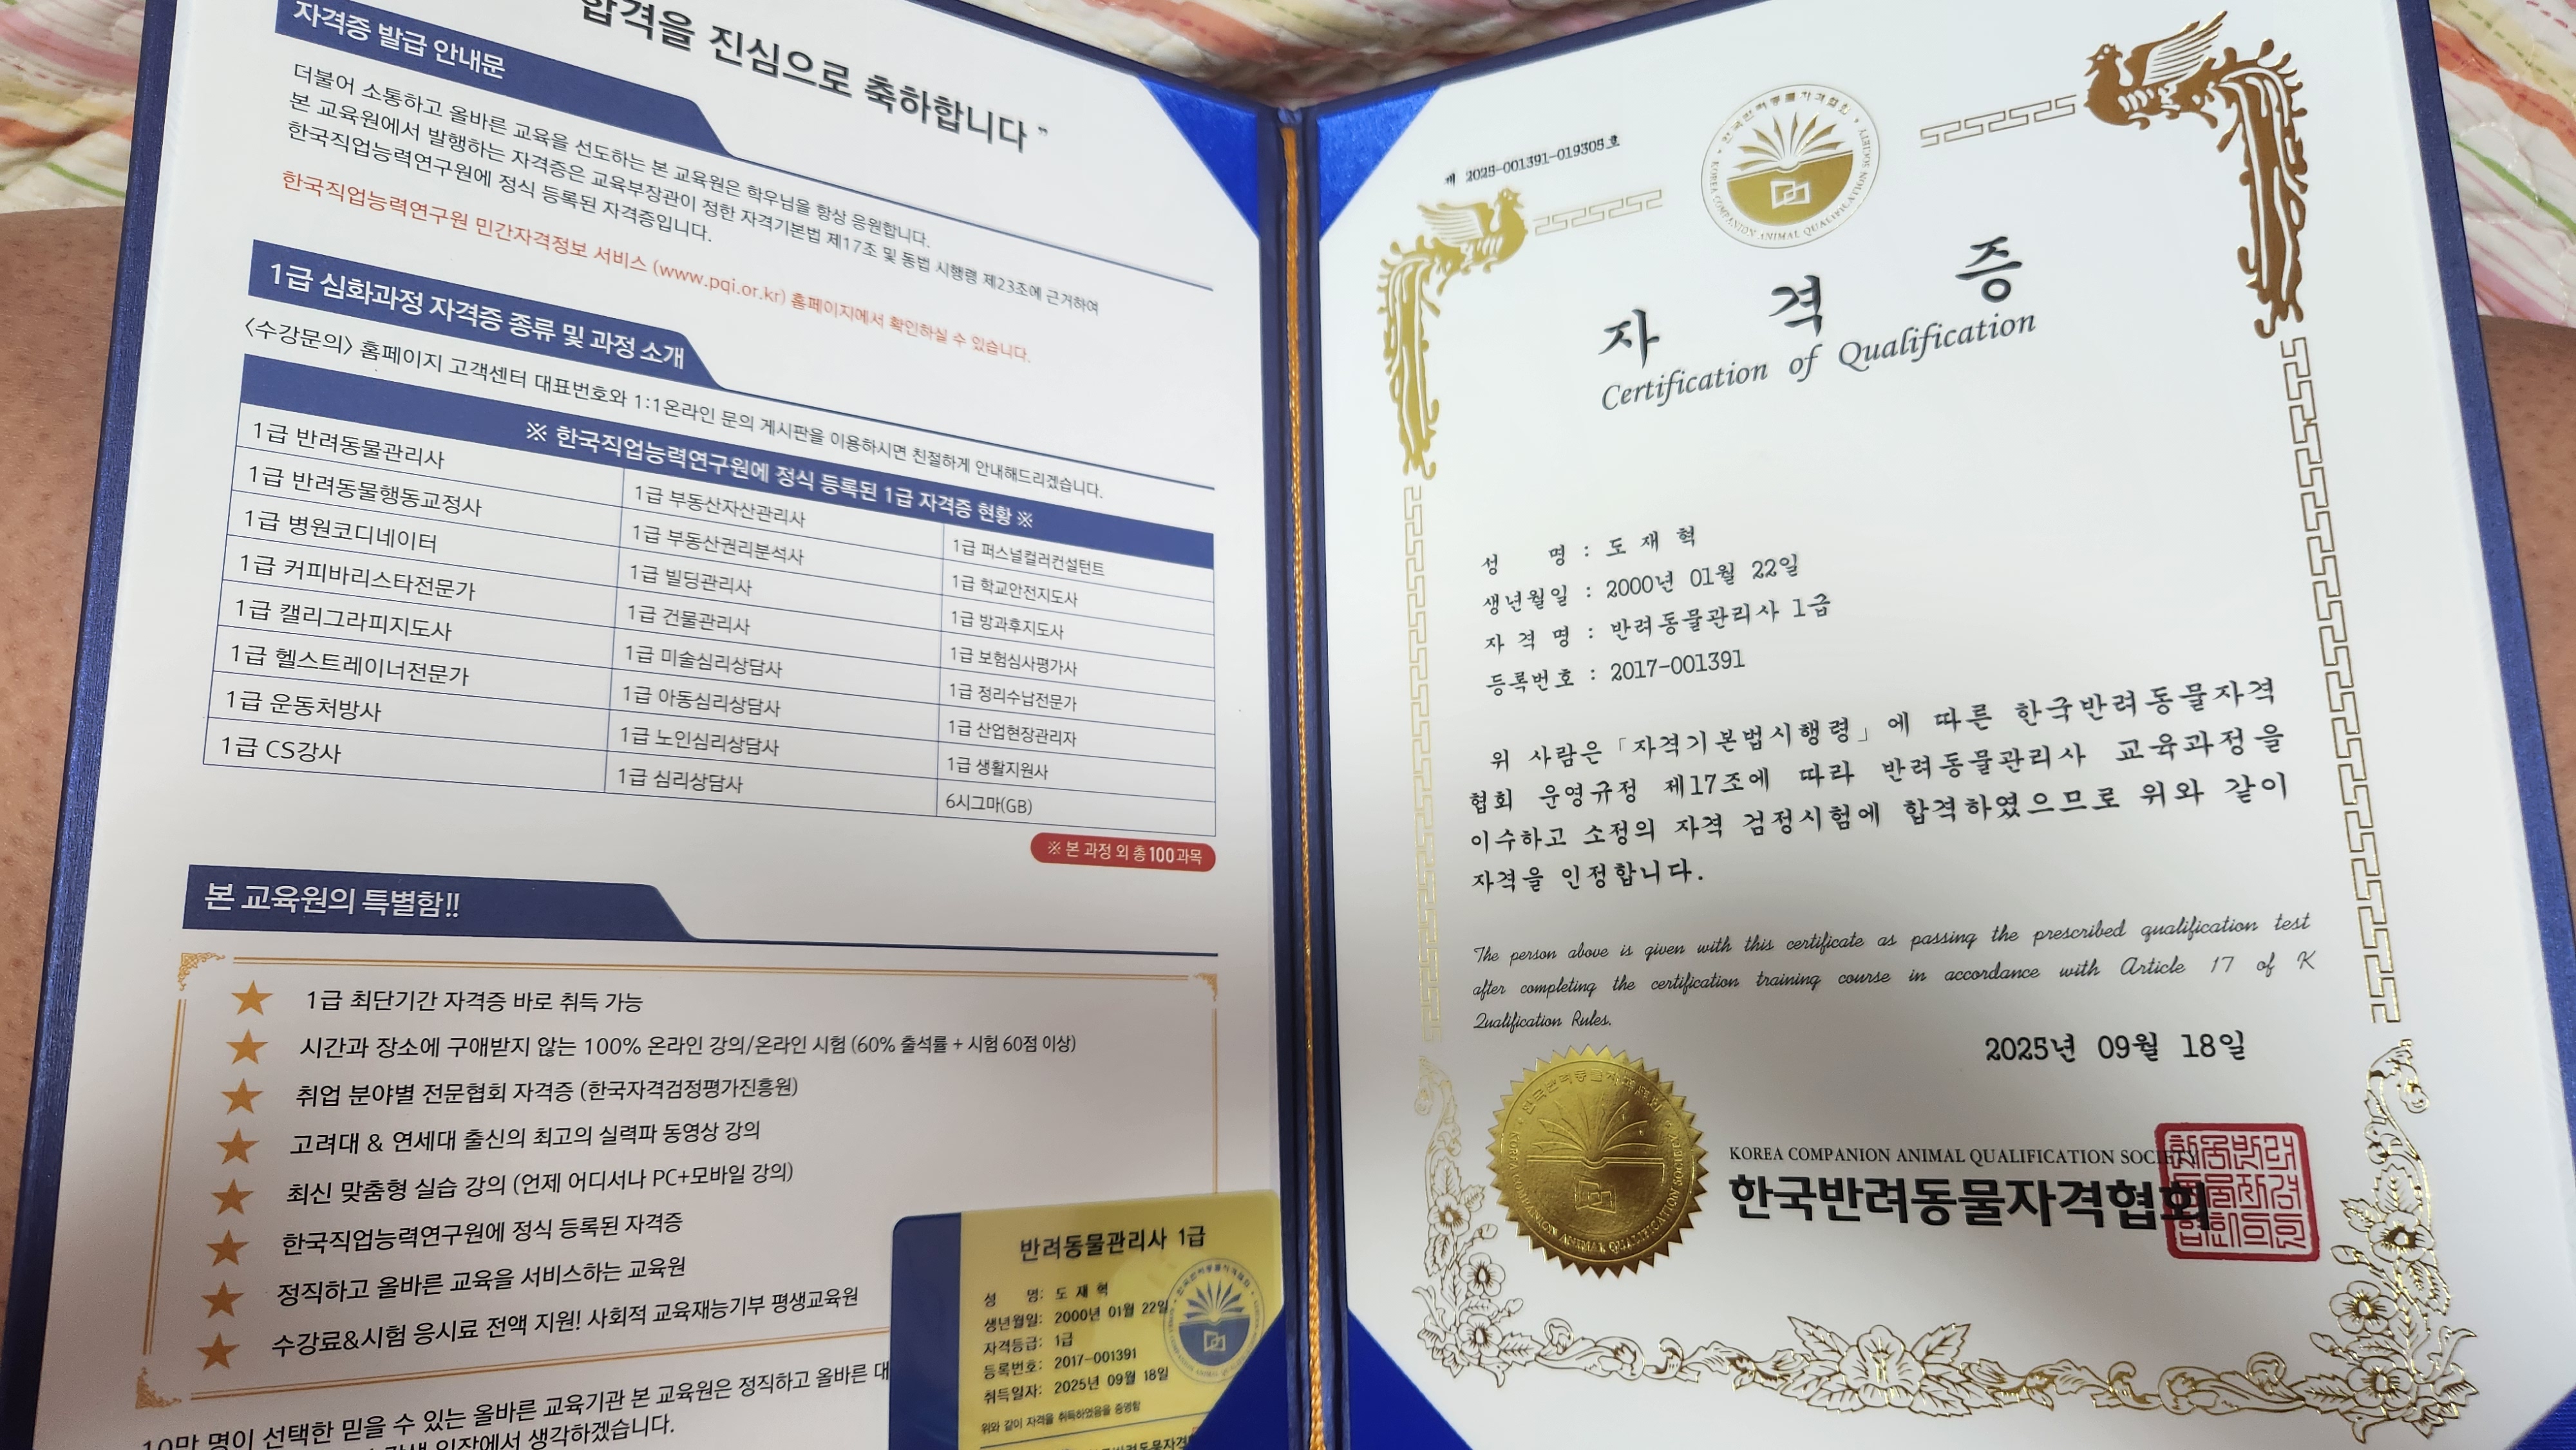 합격을 진심으로 축하합니다 ”
자격증 발급 안내문
더불어 소통하고 올바른 교육을 선도하는 본 교육원은 학우님을 항상 응원합니다.
본 교육원에서 발행하는 자격증은 교육부장관이 정한 자격기본법 제17조 및 동법 시행령 제23조에 근거하여
한국직업능력연구원에 정식 등록된 자격증입니다.
한국직업능력연구원 민간자격정보 서비스 (www.pqi.or.kr) 홈페이지에서 확인하실 수 있습니다.
1급 심화과정 자격증 종류 및 과정 소개
<수강문의> 홈페이지 고객센터 대표번호와 1:1온라인 문의 게시판을 이용하시면 친절하게 안내해드리겠습니다.
※ 한국직업능력연구원에 정식 등록된 1급 자격증 현황 ※
1급 반려동물관리사 1급 부동산자산관리사 1급 퍼스널컬러컨설턴트
1급 반려동물행동교정사 1급 부동산권리분석사 1급 학교안전지도사
1급 병원코디네이터 1급 빌딩관리사 1급 방과후지도사
1급 커피바리스타전문가 1급 건물관리사 1급 보험심사평가사
1급 캘리그라피지도사 1급 미술심리상담사 1급 정리수납전문가
1급 헬스트레이너전문가 1급 아동심리상담사 1급 산업현장관리자
1급 운동처방사 1급 노인심리상담사 1급 생활지원사
1급 CS강사 1급 심리상담사 6시그마(GB)
※ 본 과정 외 총 100과목
본 교육원의 특별함!!
★ 1급 최단기간 자격증 바로 취득 가능
★ 시간과 장소에 구애받지 않는 100% 온라인 강의/온라인 시험 (60% 출석률 + 시험 60점 이상)
★ 취업 분야별 전문협회 자격증 (한국자격검정평가진흥원)
★ 고려대 & 연세대 출신의 최고의 실력파 동영상 강의
★ 최신 맞춤형 실습 강의 (언제 어디서나 PC+모바일 강의)
★ 한국직업능력연구원에 정식 등록된 자격증
★ 정직하고 올바른 교육을 서비스하는 교육원
★ 수강료&시험 응시료 전액 지원! 사회적 교육재능기부 평생교육원
10만 명이 선택한 믿을 수 있는 올바른 교육기관 본 교육원은 정직하고 올바른 대
입장에서 생각하겠습니다.
반려동물관리사 1급
성 명: 도 재 혁
생년월일: 2000년 01월 22일
자격등급: 1급
등록번호: 2017-001391
취득일자: 2025년 09월 18일
위와 같이 자격을 취득하였음을 증명함
제 2025-001391-019305 호
한국반려동물자격협회
KOREA COMPANION ANIMAL QUALIFICATION SOCIETY
자 격 증
Certification of Qualification
성 명 : 도 재 혁
생년월일 : 2000년 01월 22일
자 격 명 : 반려동물관리사 1급
등록번호 : 2017-001391
위 사람은 「자격기본법시행령」에 따른 한국반려동물자격
협회 운영규정 제17조에 따라 반려동물관리사 교육과정을
이수하고 소정의 자격 검정시험에 합격하였으므로 위와 같이
자격을 인정합니다.
The person above is given with this certificate as passing the prescribed qualification test
after completing the certification training course in accordance with Article 17 of K
Qualification Rules.
2025년 09월 18일
KOREA COMPANION ANIMAL QUALIFICATION SOCIETY
한국반려동물자격협회